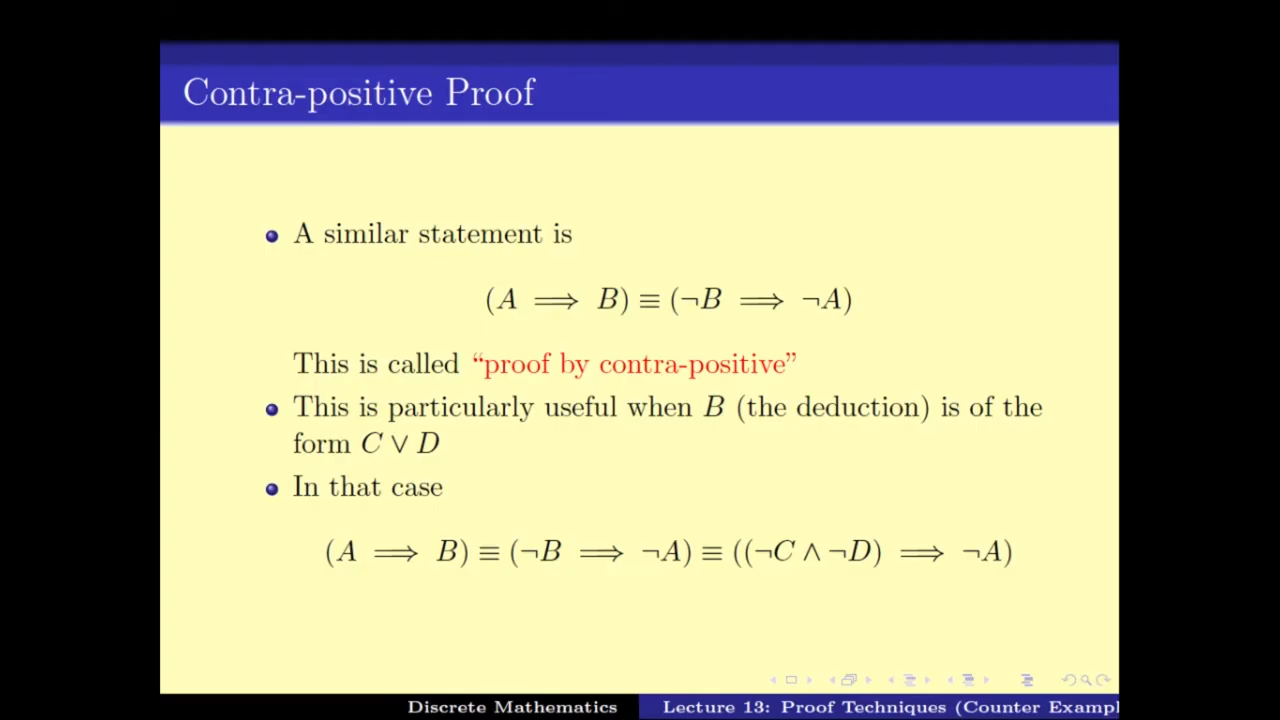 Contra-positive Proof
A similar statement is
(A ⟹ B) ≡ (¬B ⟹ ¬A)
This is called “proof by contra-positive”
This is particularly useful when B (the deduction) is of the
form C ∨ D
In that case
(A ⟹ B) ≡ (¬B ⟹ ¬A) ≡ ((¬C ∧ ¬D) ⟹ ¬A)
Discrete Mathematics
Lecture 13: Proof Techniques (Counter Exampl